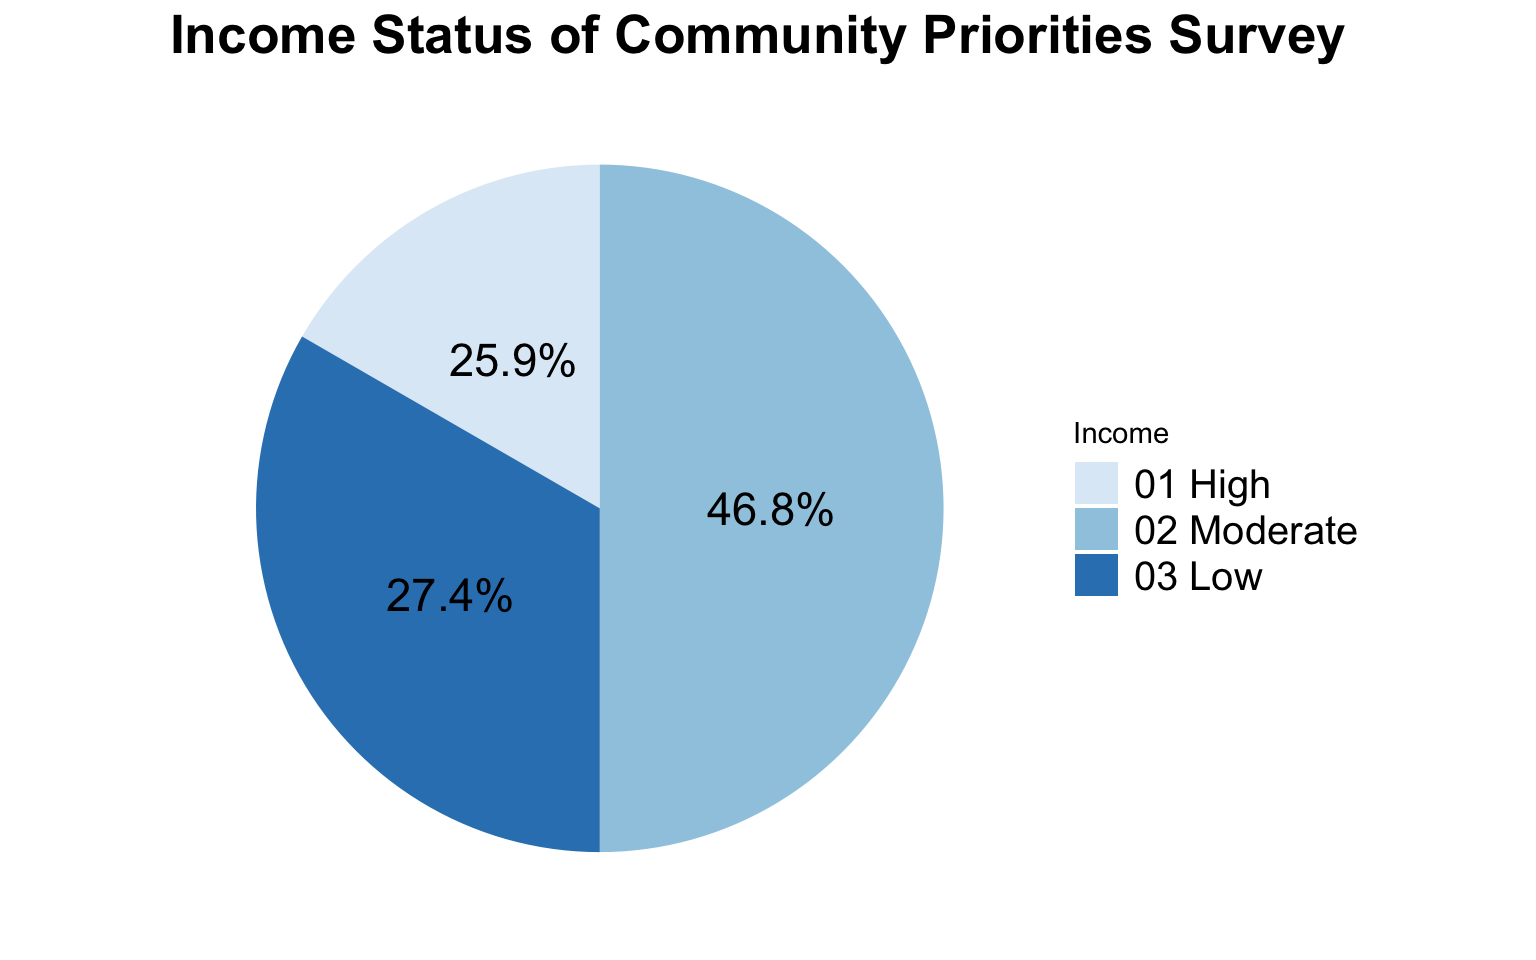 Income Status of Community Priorities Survey
25.9%
46.8%
27.4%
Income
01 High
02 Moderate
03 Low